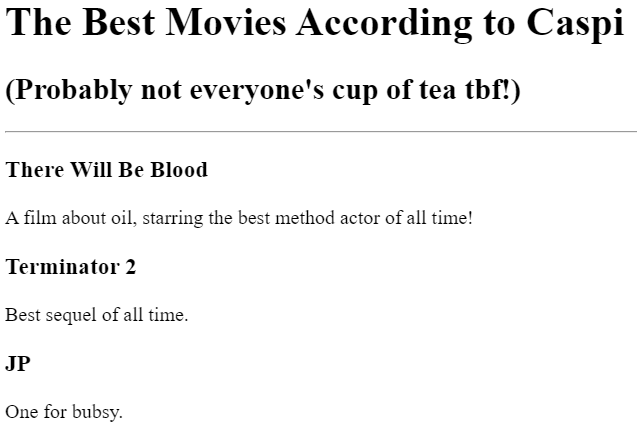 The Best Movies According to Caspi
(Probably not everyone's cup of tea tbf!)
There Will Be Blood
A film about oil, starring the best method actor of all time!
Terminator 2
Best sequel of all time.
JP
One for bubsy.